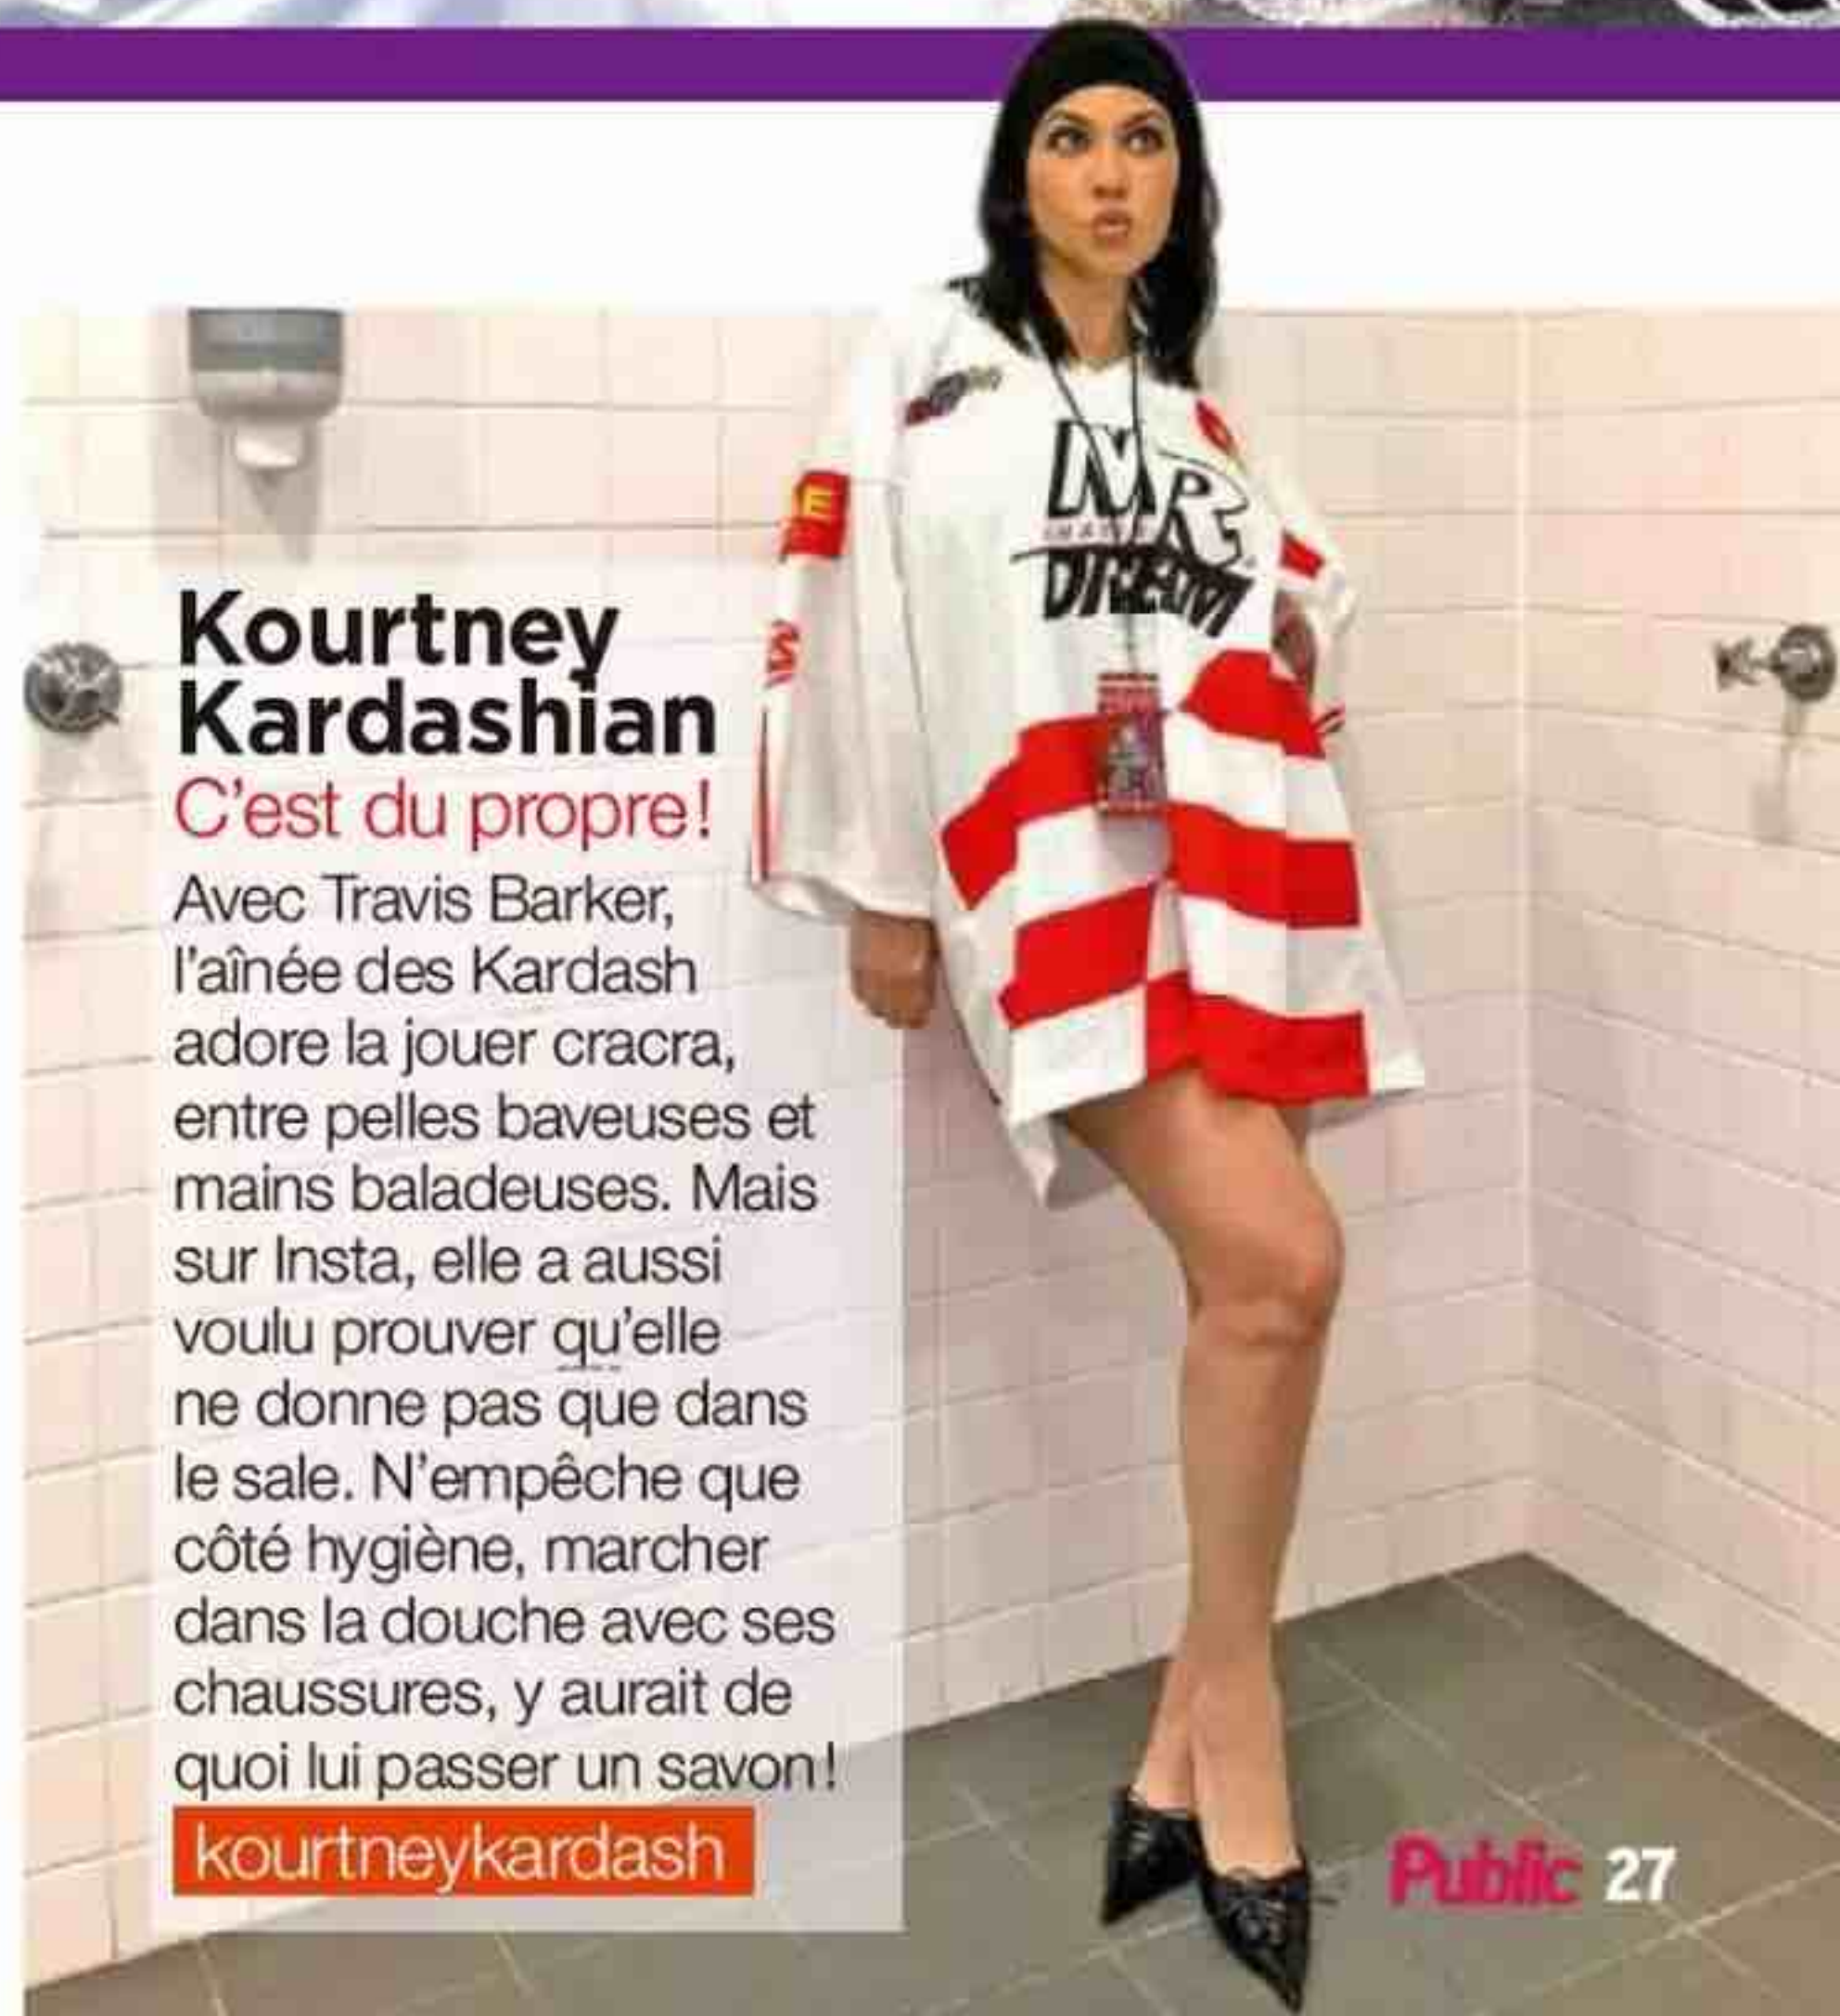 Kourtney
Kardashian
C'est du propre!
Avec Travis Barker,
l'aînée des Kardash
adore la jouer cracra,
entre pelles baveuses et
mains baladeuses. Mais
sur Insta, elle a aussi
voulu prouver qu'elle
ne donne pas que dans
le sale. N'empêche que
côté hygiène, marcher
dans la douche avec ses
chaussures, y aurait de
quoi lui passer un savon!
kourtneykardash
MR.
DREAM
E
Public 27